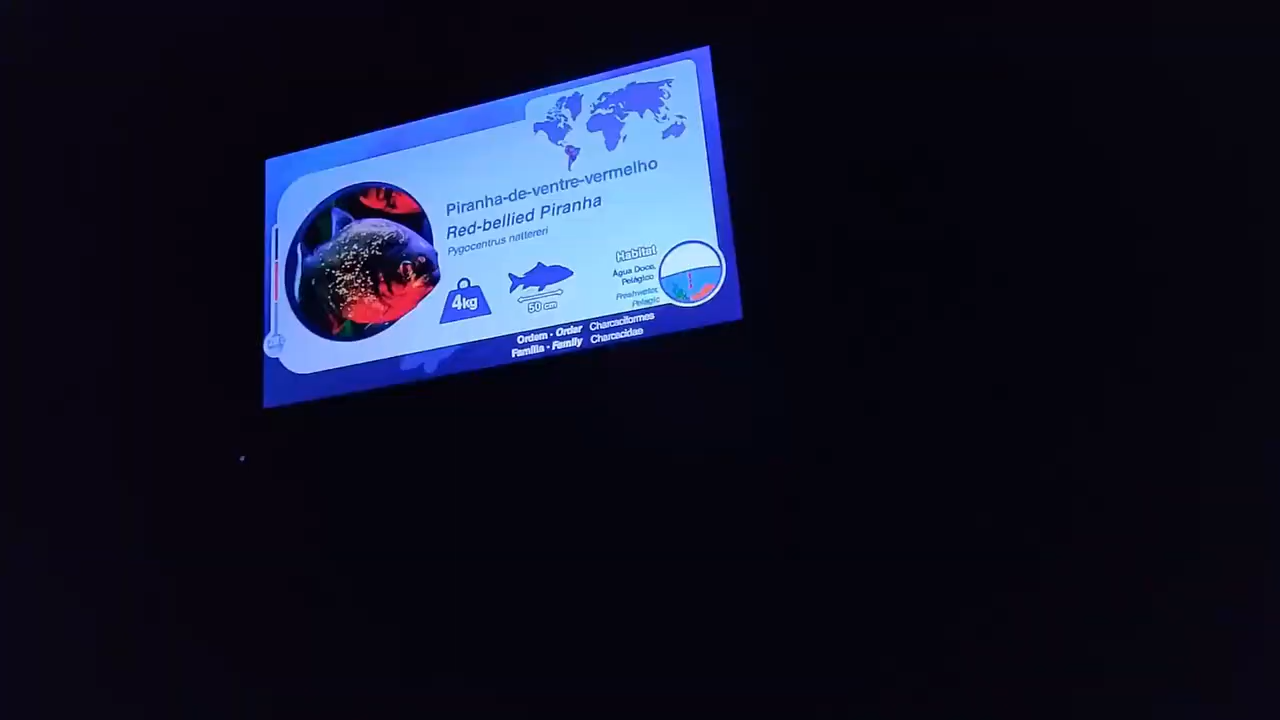 Piranha-de-ventre-vermelho
Red-bellied Piranha
Pygocentrus nattereri
4kg
50 cm
Habitat
Água Doce,
Pelágico
Freshwater,
Pelagic
Ordem - Order Characiformes
Família - Family Characidae